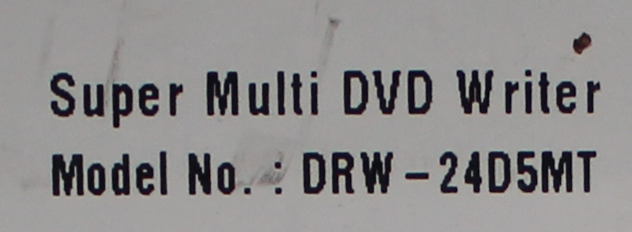 Super Multi DVD Writer
Model No. : DRW-24D5MT